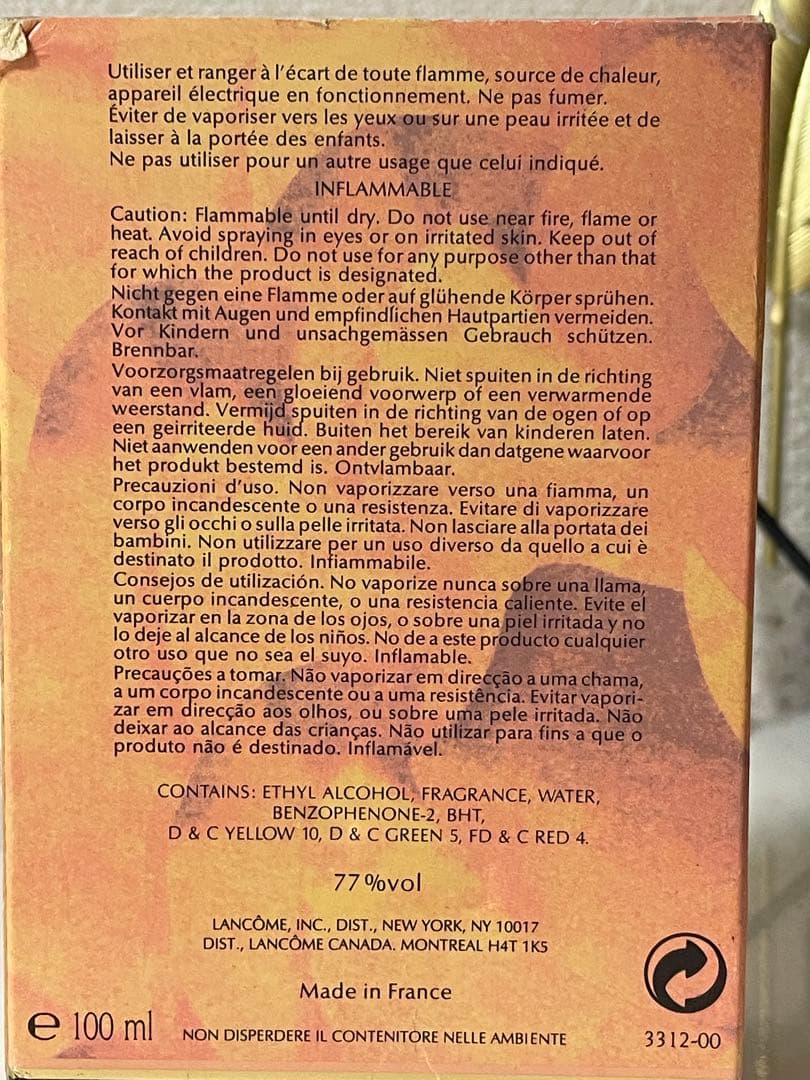 Utiliser et ranger à l'écart de toute flamme, source de chaleur,
appareil électrique en fonctionnement. Ne pas fumer.
Éviter de vaporiser vers les yeux ou sur une peau irritée et de
laisser à la portée des enfants.
Ne pas utiliser pour un autre usage que celui indiqué.
INFLAMMABLE
Caution: Flammable until dry. Do not use near fire, flame or
heat. Avoid spraying in eyes or on irritated skin. Keep out of
reach of children. Do not use for any purpose other than that
for which the product is designated.
Nicht gegen eine Flamme oder auf glühende Körper sprühen.
Kontakt mit Augen und empfindlichen Hautpartien vermeiden.
Vor Kindern und unsachgemässen Gebrauch schützen.
Brennbar.
Voorzorgsmaatregelen bij gebruik. Niet spuiten in de richting
van een vlam, een gloeiend voorwerp of een verwarmende
weerstand. Vermijd spuiten in de richting van de ogen of op
een geirriteerde huid. Buiten het bereik van kinderen laten.
Niet aanwenden voor een ander gebruik dan datgene waarvoor
het produkt bestemd is. Ontvlambaar.
Precauzioni d'uso. Non vaporizzare verso una fiamma, un
corpo incandescente o una resistenza. Evitare di vaporizzare
verso gli occhi o sulla pelle irritata. Non lasciare alla portata dei
bambini. Non utilizzare per un uso diverso da quello a cui è
destinato il prodotto. Infiammabile.
Consejos de utilización. No vaporize nunca sobre una llama,
un cuerpo incandescente, o una resistencia caliente. Evite el
vaporizar en la zona de los ojos, o sobre una piel irritada y no
lo deje al alcance de los niños. No de a este producto cualquier
otro uso que no sea el suyo. Inflamable.
Precauções a tomar. Não vaporizar em direcção a uma chama,
a um corpo incandescente ou a uma resistência. Evitar vapori-
zar em direcção aos olhos, ou sobre uma pele irritada. Não
deixar ao alcance das crianças. Não utilizar para fins a que o
produto não é destinado. Inflamável.
CONTAINS: ETHYL ALCOHOL, FRAGRANCE, WATER,
BENZOPHENONE-2, BHT,
D & C YELLOW 10, D & C GREEN 5, FD & C RED 4.
77%vol
LANCÔME, INC., DIST., NEW YORK, NY 10017
DIST., LANCÔME CANADA. MONTREAL H4T 1K5
Made in France
e 100 ml NON DISPERDERE IL CONTENITORE NELLE AMBIENTE 3312-00